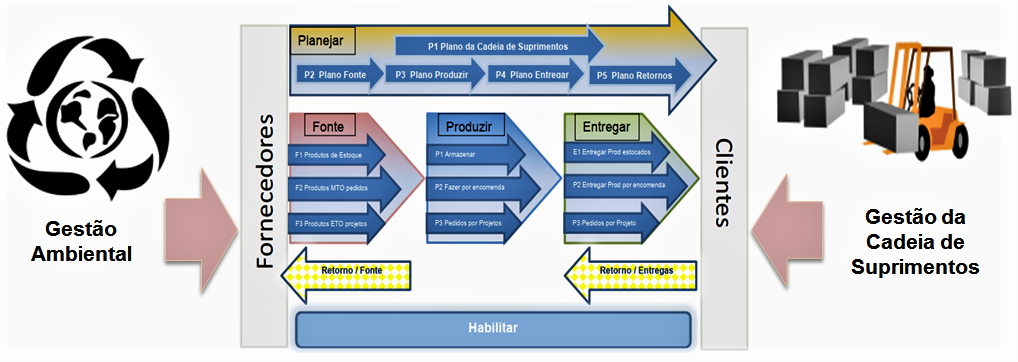 Planejar
P1 Plano da Cadeia de Suprimentos
P2 Plano Fonte
P3 Plano Produzir
P4 Plano Entregar
P5 Plano Retornos
Fornecedores
Clientes
Fonte
F1 Produtos de Estoque
F2 Produtos MTO pedidos
F3 Produtos ETO projetos
Produzir
P1 Armazenar
P2 Fazer por encomenda
P3 Pedidos por Projetos
Entregar
E1 Entregar Prod estocados
P2 Entregar Prod por encomenda
P3 Pedidos por Projeto
Retorno / Fonte
Retorno / Entregas
Habilitar
Gestão
Ambiental
Gestão da
Cadeia de
Suprimentos